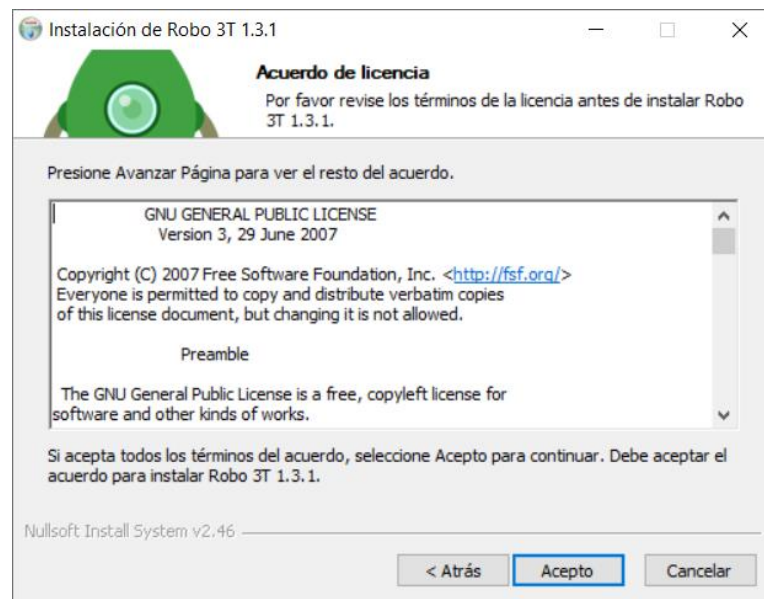 Instalación de Robo 3T 1.3.1
Acuerdo de licencia
Por favor revise los términos de la licencia antes de instalar Robo
3T 1.3.1.
Presione Avanzar Página para ver el resto del acuerdo.
GNU GENERAL PUBLIC LICENSE
Version 3, 29 June 2007
Copyright (C) 2007 Free Software Foundation, Inc. <http://fsf.org/>
Everyone is permitted to copy and distribute verbatim copies
of this license document, but changing it is not allowed.
Preamble
The GNU General Public License is a free, copyleft license for
software and other kinds of works.
Si acepta todos los términos del acuerdo, seleccione Acepto para continuar. Debe aceptar el
acuerdo para instalar Robo 3T 1.3.1.
Nullsoft Install System v2.46
< Atrás Acepto Cancelar